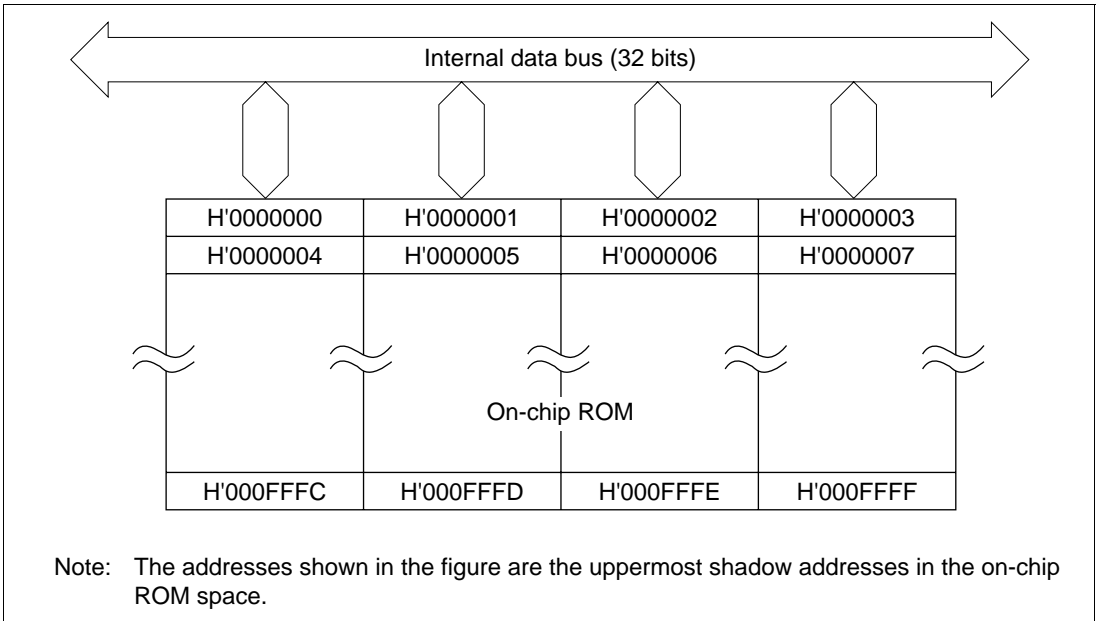 Internal data bus (32 bits)
H'0000000 H'0000001 H'0000002 H'0000003
H'0000004 H'0000005 H'0000006 H'0000007
On-chip ROM
H'000FFFC H'000FFFD H'000FFFE H'000FFFF
Note: The addresses shown in the figure are the uppermost shadow addresses in the on-chip
ROM space.